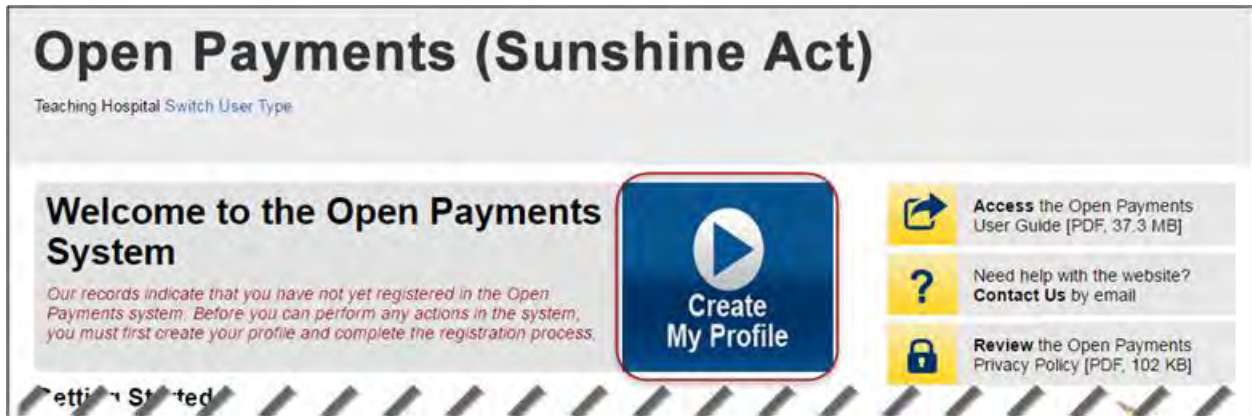 Open Payments (Sunshine Act)
Teaching Hospital Switch User Type
Welcome to the Open Payments
System
Our records indicate that you have not yet registered in the Open
Payments system. Before you can perform any actions in the system,
you must first create your profile and complete the registration process.
Create
My Profile
Access the Open Payments
User Guide [PDF, 37.3 MB]
Need help with the website?
Contact Us by email
Review the Open Payments
Privacy Policy [PDF, 102 KB]
Getting Started